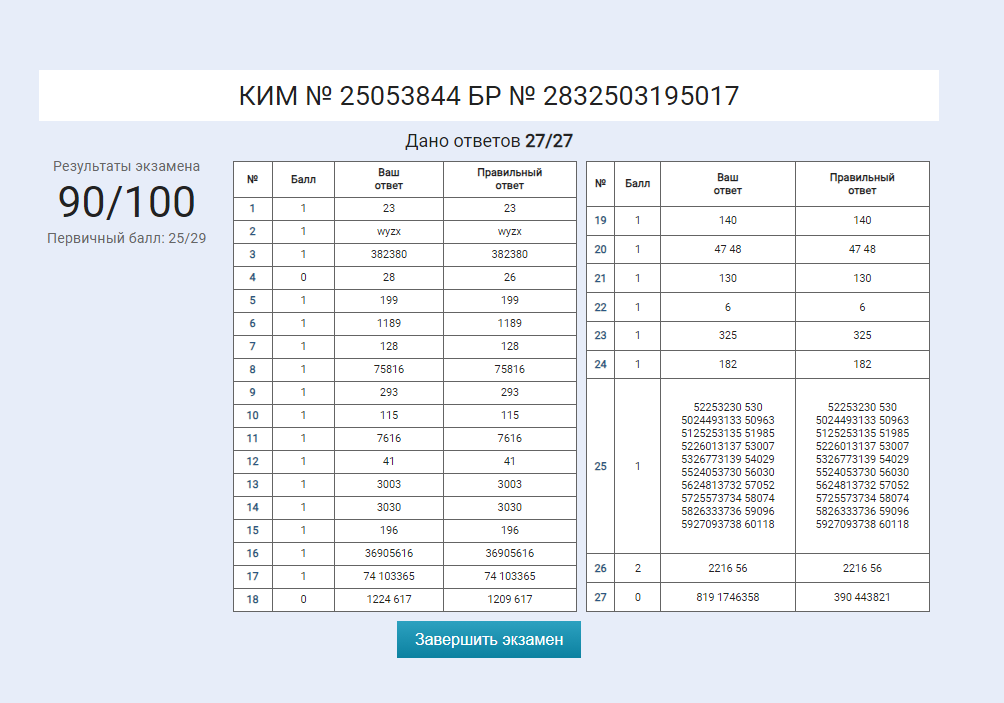 КИМ № 25053844 БР № 2832503195017
Дано ответов 27/27
Результаты экзамена
90/100
Первичный балл: 25/29
№ Балл Ваш ответ Правильный ответ
1 1 23 23
2 1 wyzx wyzx
3 1 382380 382380
4 0 28 26
5 1 199 199
6 1 1189 1189
7 1 128 128
8 1 75816 75816
9 1 293 293
10 1 115 115
11 1 7616 7616
12 1 41 41
13 1 3003 3003
14 1 3030 3030
15 1 196 196
16 1 36905616 36905616
17 1 74 103365 74 103365
18 0 1224 617 1209 617
№ Балл Ваш ответ Правильный ответ
19 1 140 140
20 1 47 48 47 48
21 1 130 130
22 1 6 6
23 1 325 325
24 1 182 182
25 1
52253230 530 52253230 530
5024493133 50963 5024493133 50963
5125253135 51985 5125253135 51985
5226013137 53007 5226013137 53007
5326773139 54029 5326773139 54029
5524053730 56030 5524053730 56030
5624813732 57052 5624813732 57052
5725573734 58074 5725573734 58074
5826333736 59096 5826333736 59096
5927093738 60118 5927093738 60118
26 2 2216 56 2216 56
27 0 819 1746358 390 443821
Завершить экзамен